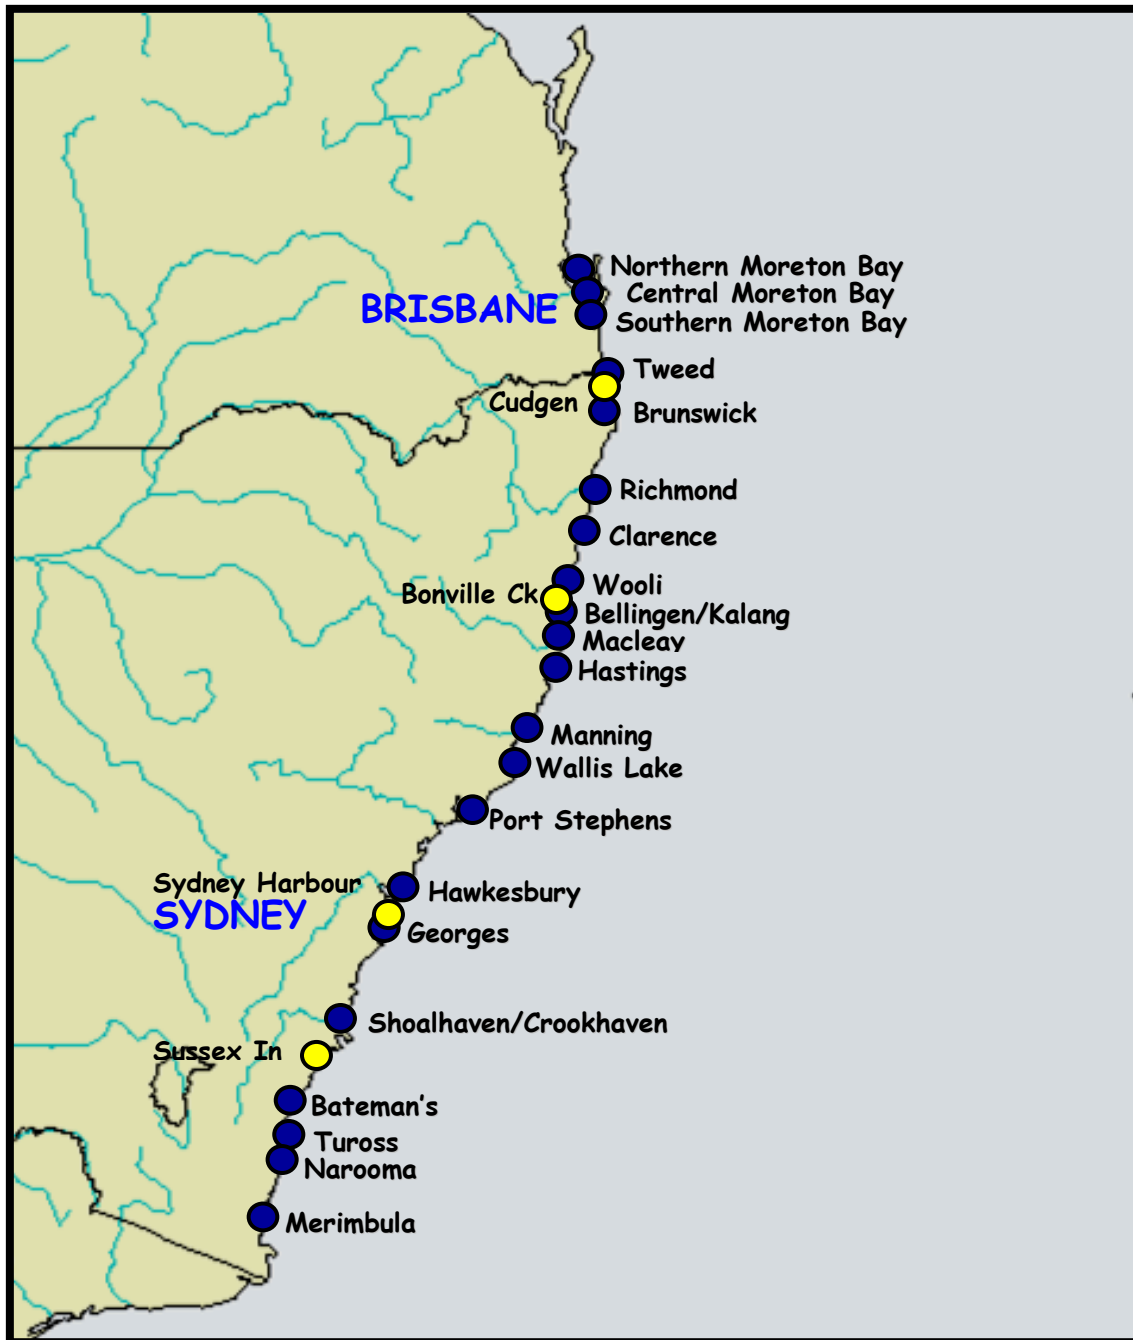 Northern Moreton Bay
Central Moreton Bay
BRISBANE
Southern Moreton Bay
Tweed
Cudgen
Brunswick
Richmond
Clarence
Wooli
Bonville Ck
Bellingen/Kalang
Macleay
Hastings
Manning
Wallis Lake
Port Stephens
Sydney Harbour
Hawkesbury
SYDNEY
Georges
Shoalhaven/Crookhaven
Sussex In
Bateman's
Tuross
Narooma
Merimbula